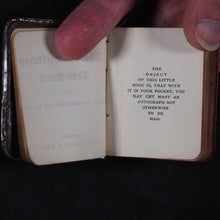 THE
OBJECT
OF THIS LITTLE
BOOK IS, THAT WITH
IT IN YOUR POCKET, YOU
MAY GET MANY AN
AUTOGRAPH NOT
OTHERWISE
TO BE
HAD.